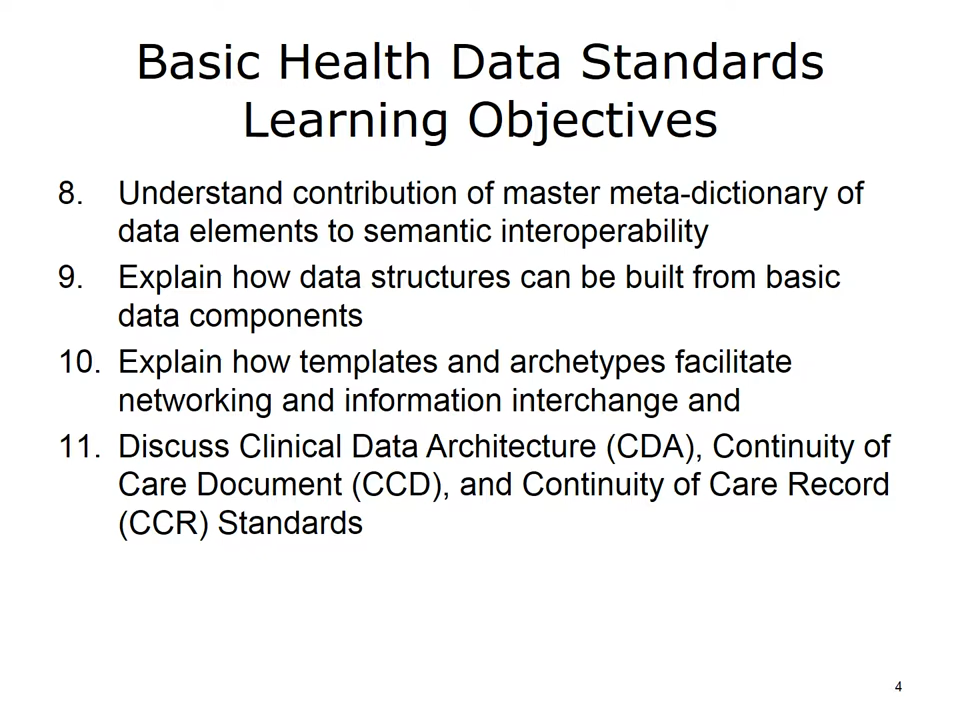 Basic Health Data Standards
Learning Objectives
8. Understand contribution of master meta-dictionary of
data elements to semantic interoperability
9. Explain how data structures can be built from basic
data components
10. Explain how templates and archetypes facilitate
networking and information interchange and
11. Discuss Clinical Data Architecture (CDA), Continuity of
Care Document (CCD), and Continuity of Care Record
(CCR) Standards
4